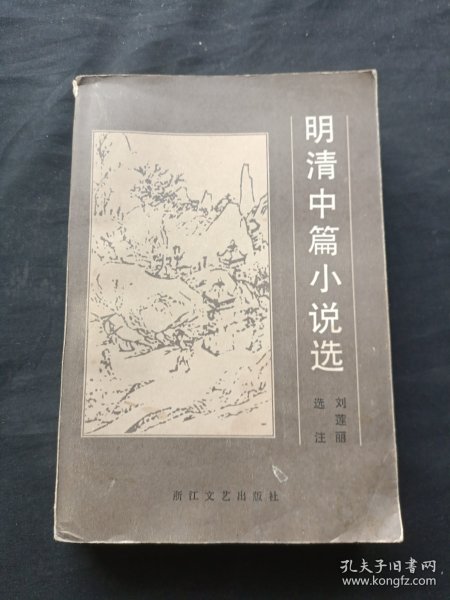 明清中篇小说选
刘莲丽
选注
浙江文艺出版社
孔夫子旧书网
www.kongfz.com